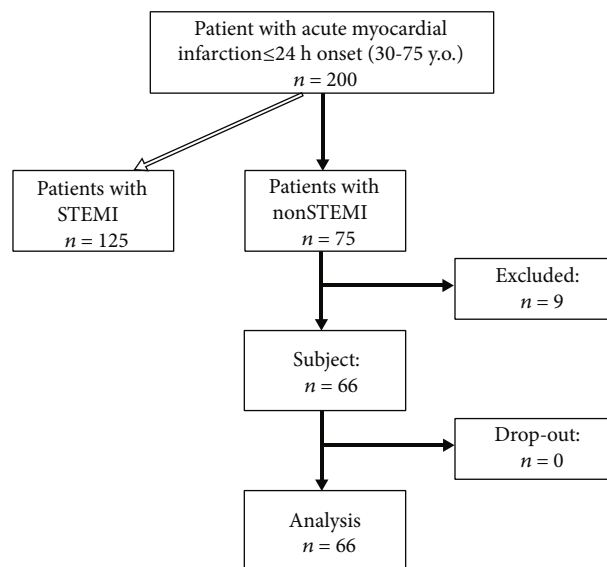 Patient with acute myocardial
infarction≤24 h onset (30-75 y.o.)
n = 200
Patients with
STEMI
n = 125
Patients with
nonSTEMI
n = 75
Excluded:
n = 9
Subject:
n = 66
Drop-out:
n = 0
Analysis
n = 66